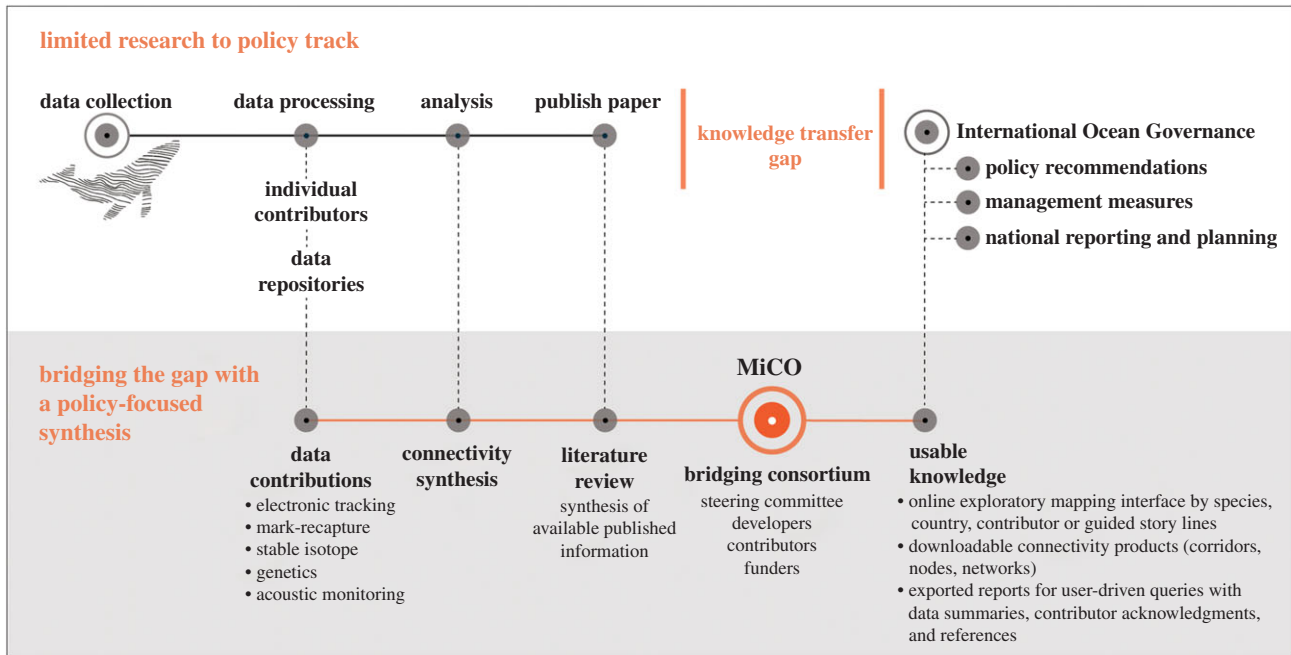 limited research to policy track
data collection
data processing
analysis
publish paper
knowledge transfer
gap
International Ocean Governance
policy recommendations
management measures
national reporting and planning
individual
contributors
data
repositories
bridging the gap with
a policy-focused
synthesis
MiCO
data
contributions
• electronic tracking
• mark-recapture
• stable isotope
• genetics
• acoustic monitoring
connectivity
synthesis
literature
review
synthesis of
available published
information
bridging consortium
steering committee
developers
contributors
funders
usable
knowledge
• online exploratory mapping interface by species,
country, contributor or guided story lines
• downloadable connectivity products (corridors,
nodes, networks)
• exported reports for user-driven queries with
data summaries, contributor acknowledgments,
and references